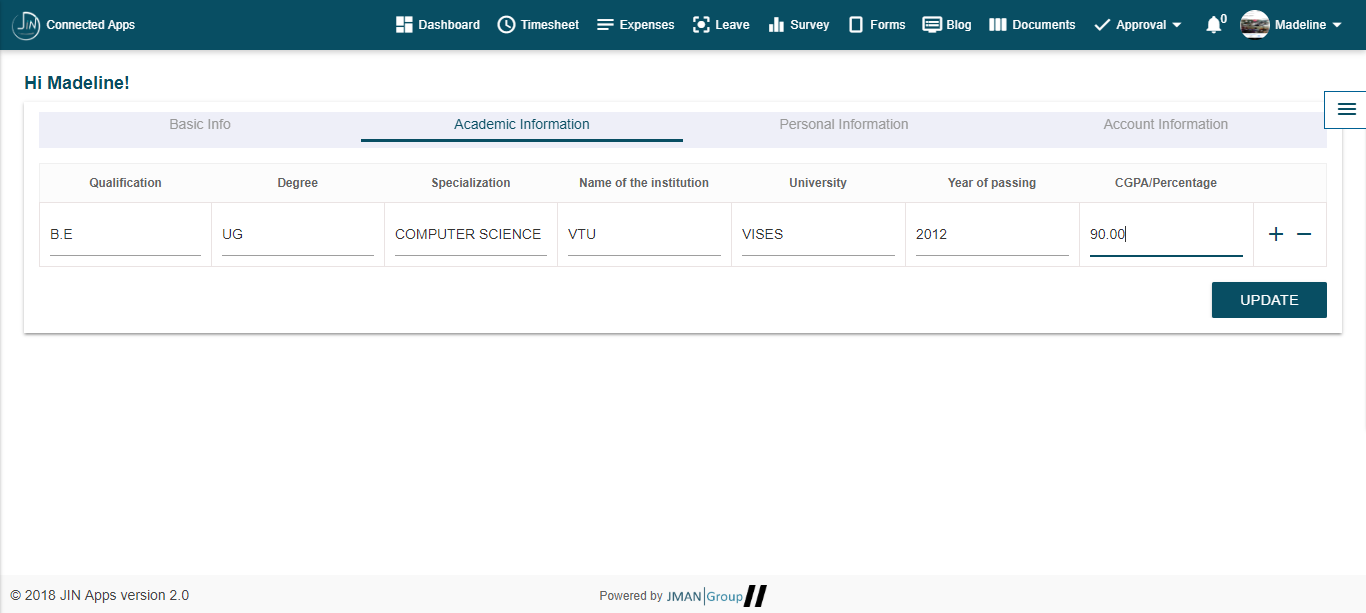 JIN Connected Apps Dashboard Timesheet Expenses Leave Survey Forms Blog Documents Approval 0 Madeline
Hi Madeline!
Basic Info Academic Information Personal Information Account Information
Qualification Degree Specialization Name of the institution University Year of passing CGPA/Percentage
B.E UG COMPUTER SCIENCE VTU VISES 2012 90.00
UPDATE
© 2018 JIN Apps version 2.0 Powered by JMAN Group